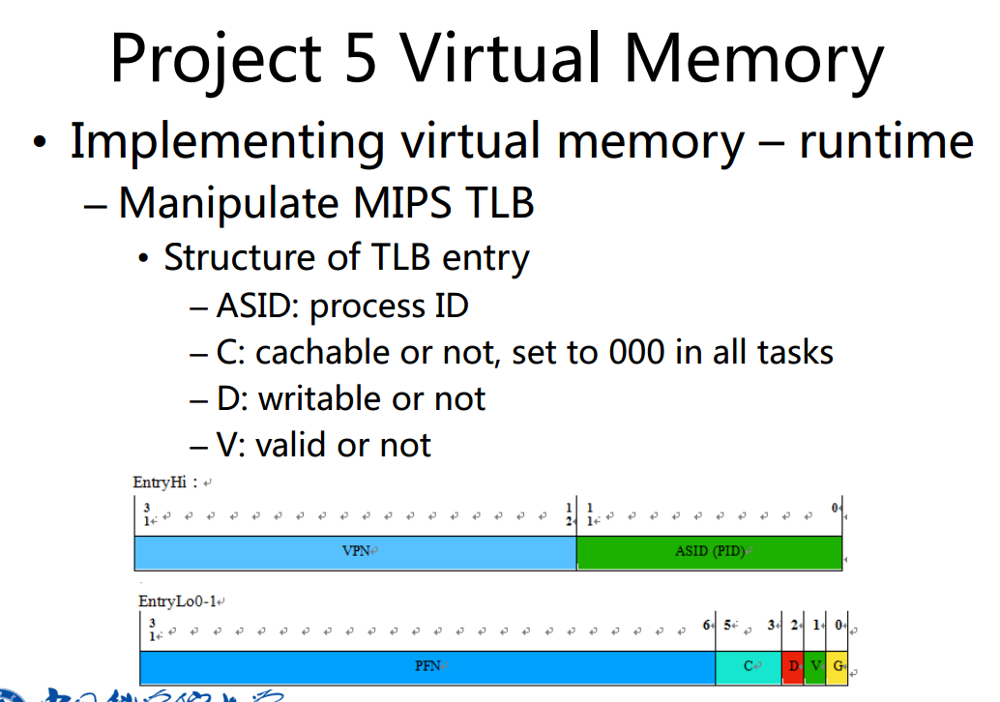 Project 5 Virtual Memory
• Implementing virtual memory – runtime
– Manipulate MIPS TLB
• Structure of TLB entry
– ASID: process ID
– C: cachable or not, set to 000 in all tasks
– D: writable or not
– V: valid or not
EntryHi：
31 12 11 0
VPN ASID (PID)
EntryLo0-1
31 6 5 3 2 1 0
PFN C D V G